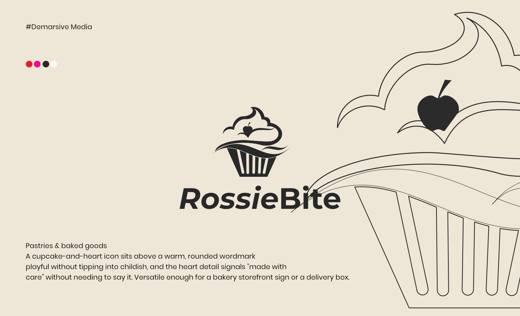 #Demarsive Media
RossieBite
Pastries & baked goods
A cupcake-and-heart icon sits above a warm, rounded wordmark
playful without tipping into childish, and the heart detail signals "made with
care" without needing to say it. Versatile enough for a bakery storefront sign or a delivery box.